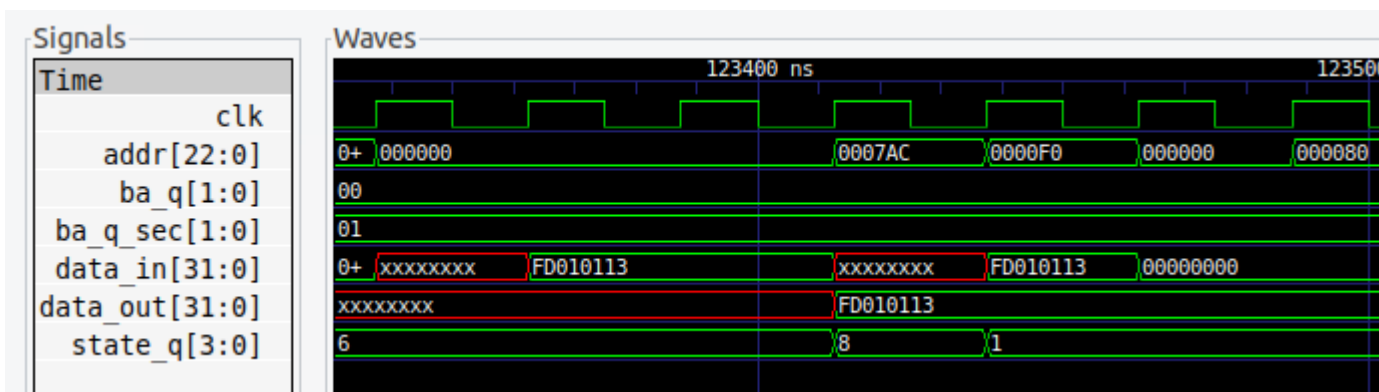 Signals
Waves
Time
123400 ns
12350
clk
addr[22:0]
0+ 000000 0007AC 0000F0 000000 000080
ba_q[1:0]
00
ba_q_sec[1:0]
01
data_in[31:0]
0+ xxxxxxxx FD010113 xxxxxxxx FD010113 00000000
data_out[31:0]
xxxxxxxx FD010113
state_q[3:0]
6 8 1